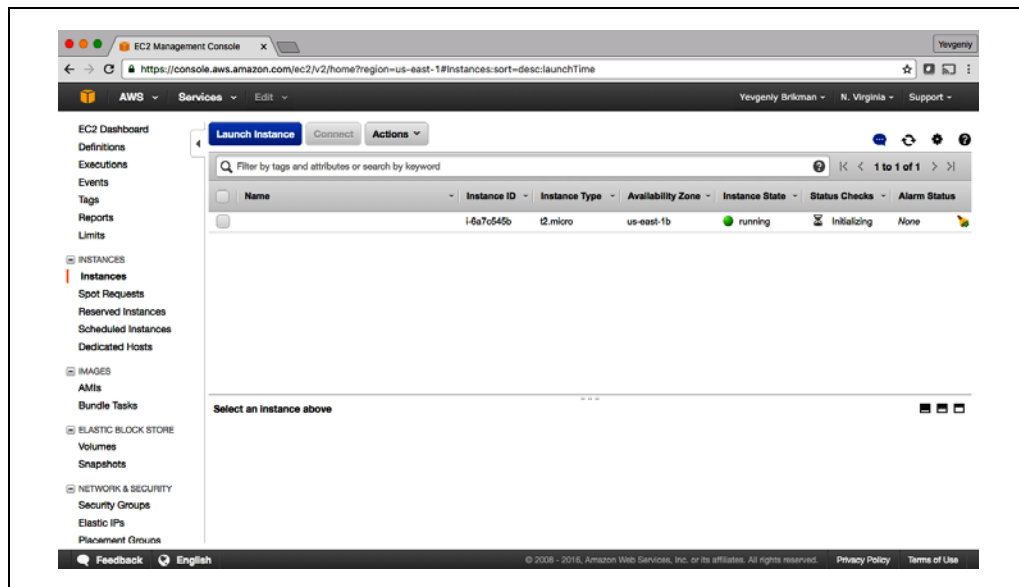 EC2 Management Console x
Yevgeniy
https://console.aws.amazon.com/ec2/v2/home?region=us-east-1#Instances:sort=desc:launchTime
AWS Services Edit Yevgeniy Brikman N. Virginia Support
EC2 Dashboard
Definitions
Executions
Events
Tags
Reports
Limits
INSTANCES
Instances
Spot Requests
Reserved Instances
Scheduled Instances
Dedicated Hosts
IMAGES
AMIs
Bundle Tasks
ELASTIC BLOCK STORE
Volumes
Snapshots
NETWORK & SECURITY
Security Groups
Elastic IPs
Placement Groups
Launch Instance Connect Actions
Filter by tags and attributes or search by keyword 1 to 1 of 1
Name Instance ID Instance Type Availability Zone Instance State Status Checks Alarm Status
i-6a7c545b t2.micro us-east-1b running Initializing None
Select an instance above
Feedback English © 2008 - 2016, Amazon Web Services, Inc. or its affiliates. All rights reserved. Privacy Policy Terms of Use